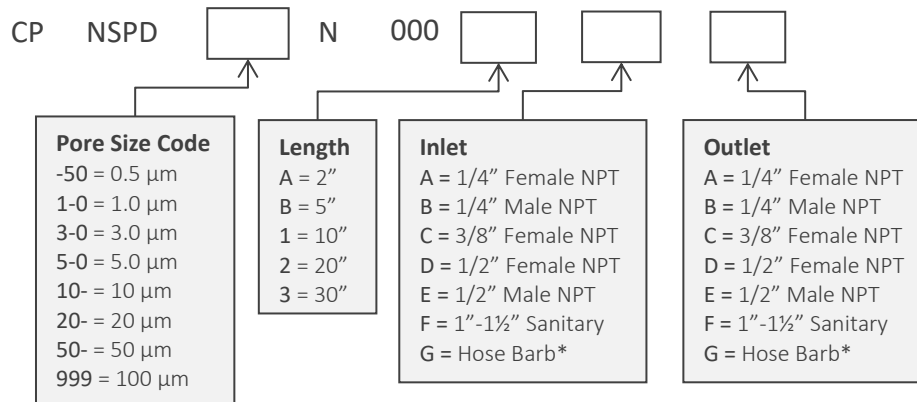 CP NSPD N 000
Pore Size Code
-50 = 0.5 µm
1-0 = 1.0 µm
3-0 = 3.0 µm
5-0 = 5.0 µm
10- = 10 µm
20- = 20 µm
50- = 50 µm
999 = 100 µm
Length
A = 2”
B = 5”
1 = 10”
2 = 20”
3 = 30”
Inlet
A = 1/4” Female NPT
B = 1/4” Male NPT
C = 3/8” Female NPT
D = 1/2” Female NPT
E = 1/2” Male NPT
F = 1”-1½” Sanitary
G = Hose Barb*
Outlet
A = 1/4” Female NPT
B = 1/4” Male NPT
C = 3/8” Female NPT
D = 1/2” Female NPT
E = 1/2” Male NPT
F = 1”-1½” Sanitary
G = Hose Barb*